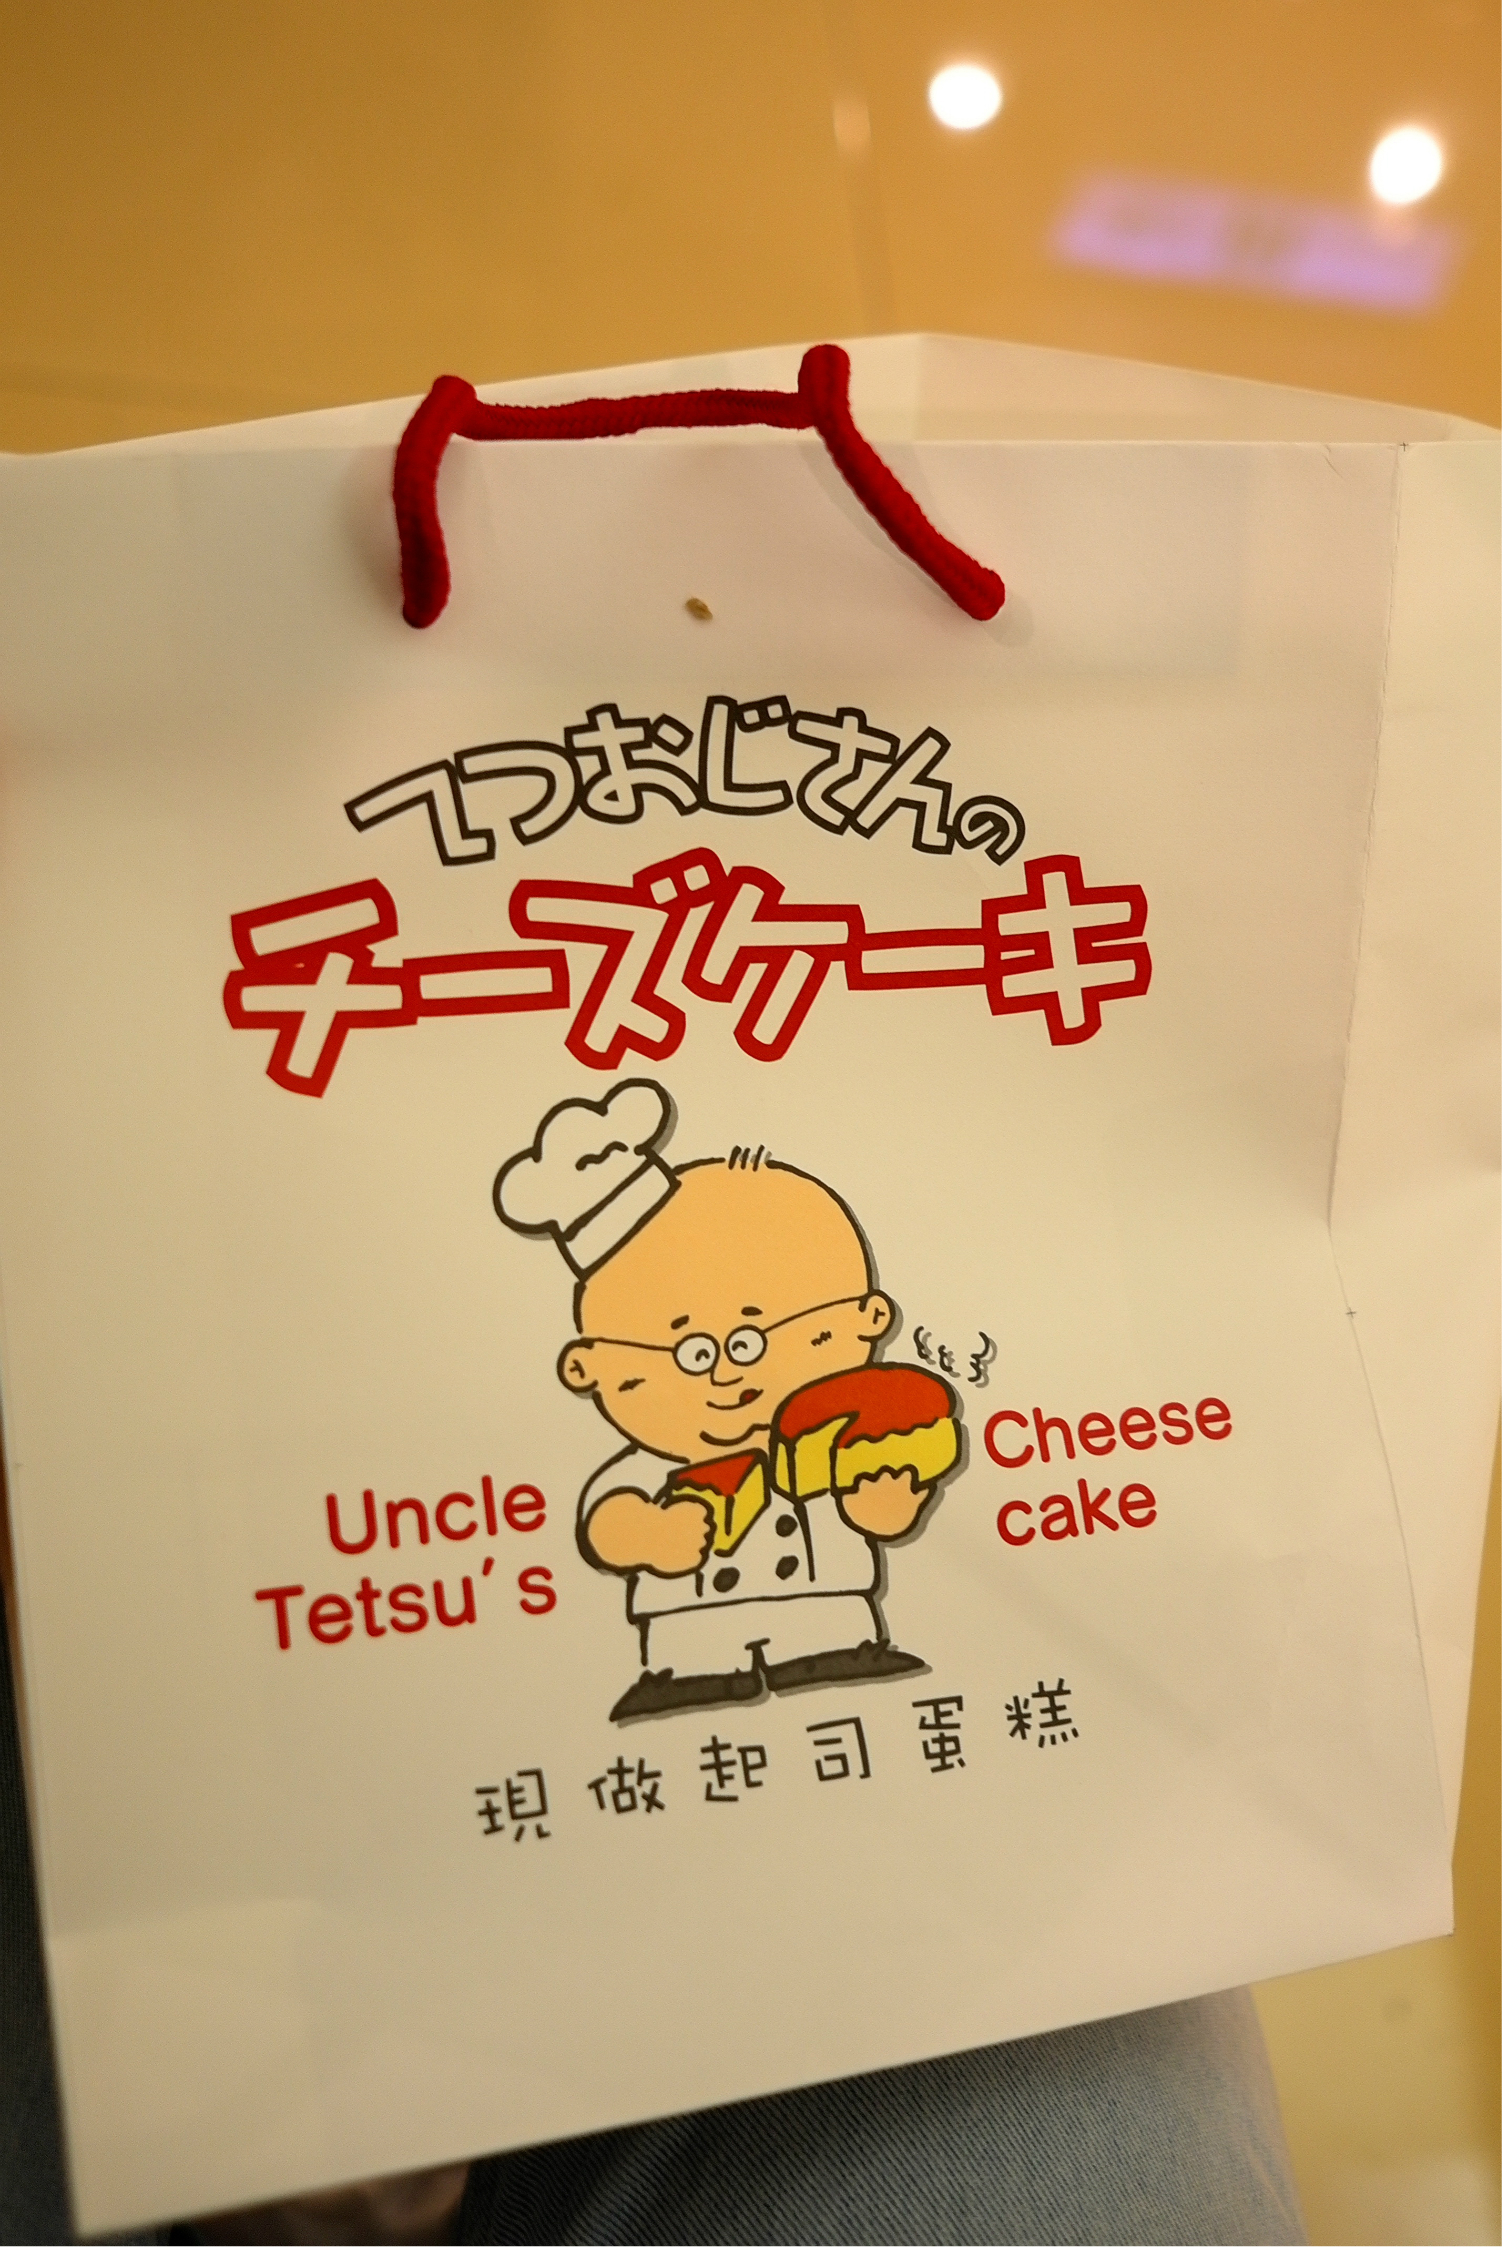 てつおじさんの
チーズケーキ
Uncle
Tetsu's
Cheese
cake
現做起司蛋糕